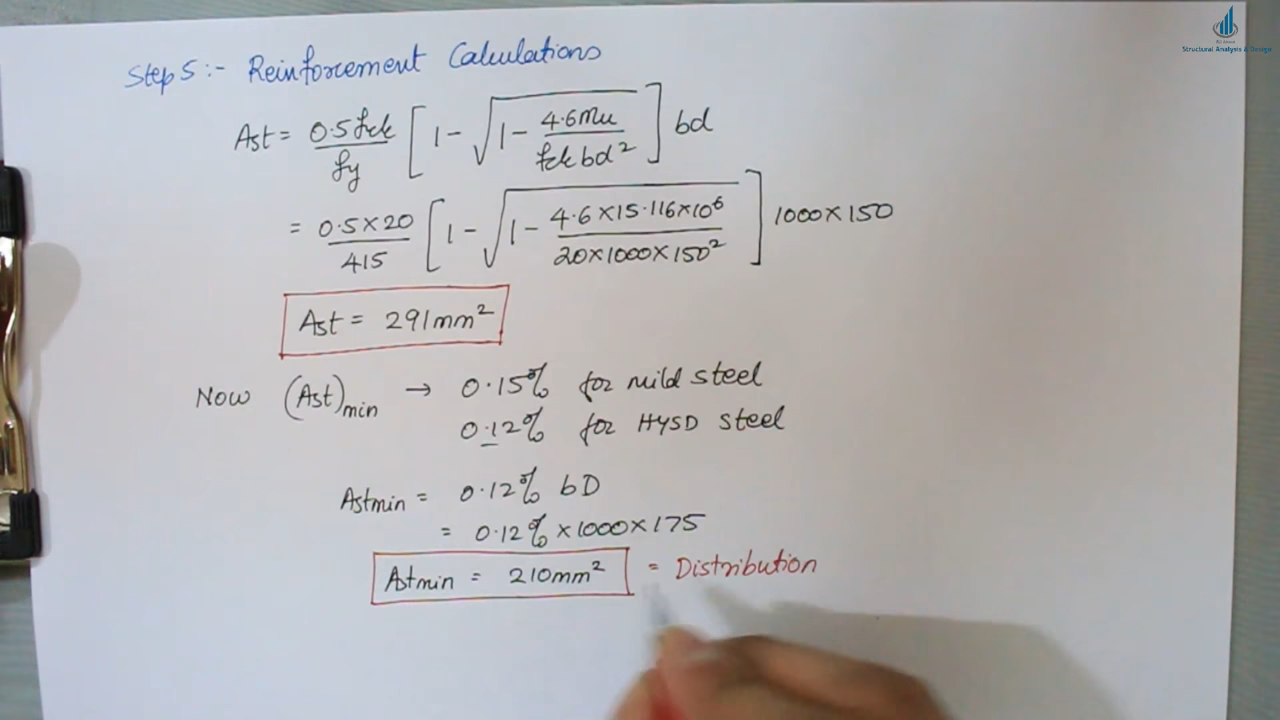 Structural Analysis & Design
Step 5:- Reinforcement Calculations
Ast = 0.5fck/fy [1-√(1-4.6Mu/fck bd²)] bd
= 0.5×20/415 [1-√(1-4.6×15.116×10⁶/20×1000×150²)] 1000×150
Ast = 291mm²
Now (Ast)min → 0.15% for mild steel
0.12% for HYSD steel
Astmin = 0.12% bD
= 0.12% ×1000×175
Astmin = 210mm² = Distribution